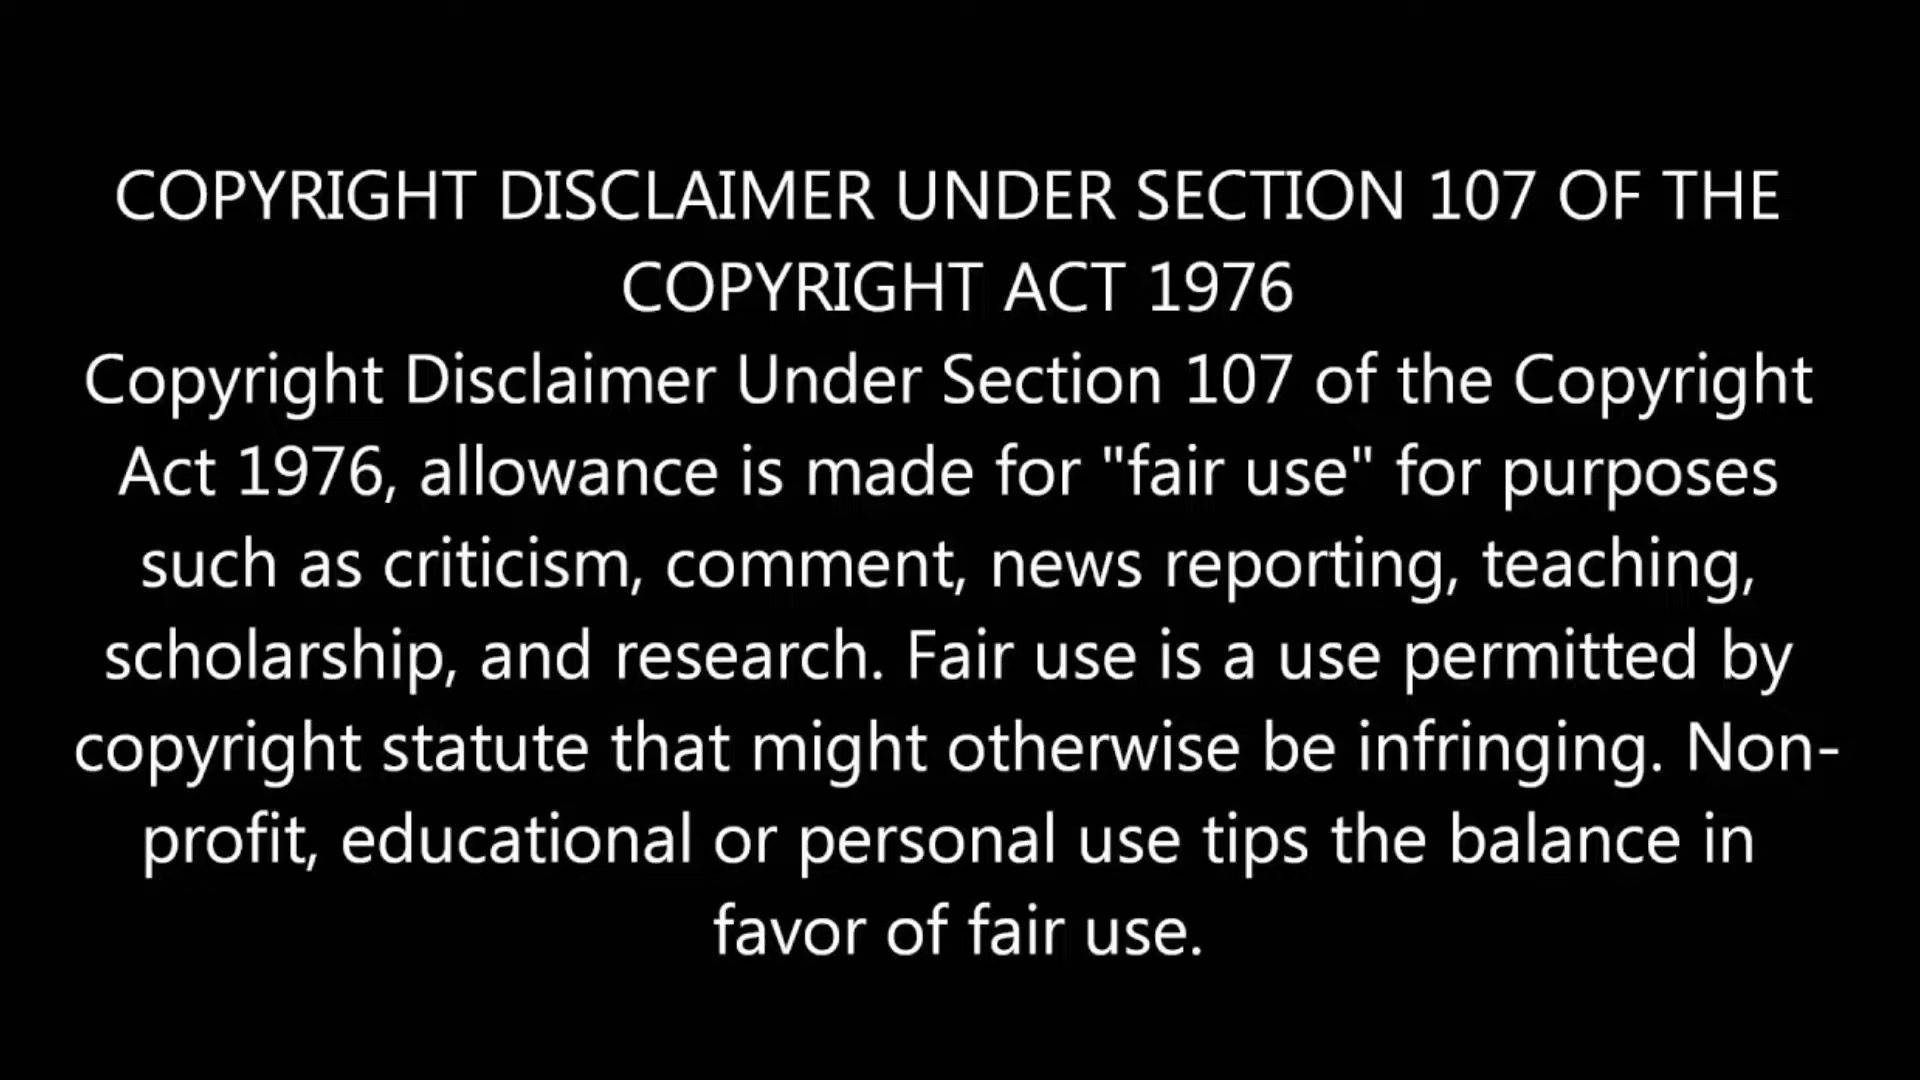 COPYRIGHT DISCLAIMER UNDER SECTION 107 OF THE
COPYRIGHT ACT 1976
Copyright Disclaimer Under Section 107 of the Copyright
Act 1976, allowance is made for "fair use" for purposes
such as criticism, comment, news reporting, teaching,
scholarship, and research. Fair use is a use permitted by
copyright statute that might otherwise be infringing. Non-
profit, educational or personal use tips the balance in
favor of fair use.